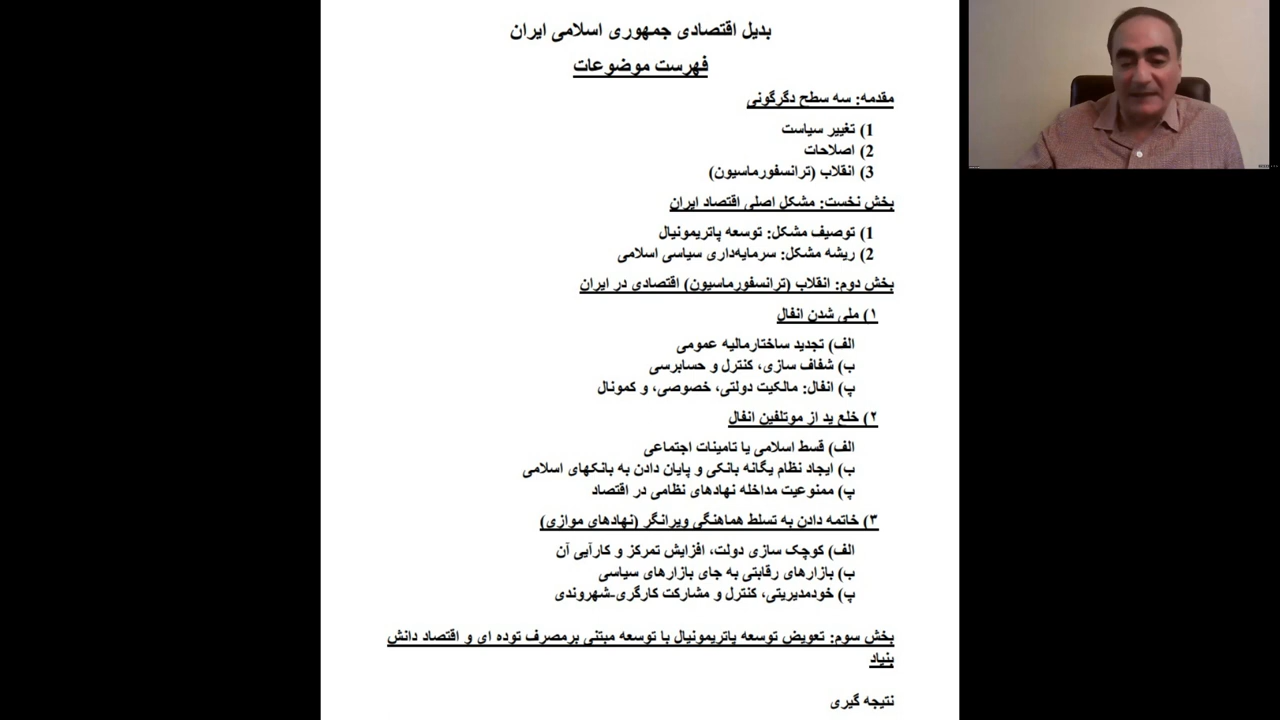 بدیل اقتصادی جمهوری اسلامی ایران
فهرست موضوعات
مقدمه: سه سطح دگرگونی
1) تغییر سیاست
2) اصلاحات
3) انقلاب (ترانسفورماسیون)
بخش نخست: مشکل اصلی اقتصاد ایران
1) توصیف مشکل: توسعه پاتریمونیال
2) ریشه مشکل: سرمایه‌داری سیاسی اسلامی
بخش دوم: انقلاب (ترانسفورماسیون) اقتصادی در ایران
۱) ملی شدن انفال
الف) تجدید ساختارمالیه عمومی
ب) شفاف سازی، کنترل و حسابرسی
پ) انفال: مالکیت دولتی، خصوصی، و کمونال
۲) خلع ید از موتلفین انفال
الف) قسط اسلامی یا تامینات اجتماعی
ب) ایجاد نظام یگانه بانکی و پایان دادن به بانکهای اسلامی
پ) ممنوعیت مداخله نهادهای نظامی در اقتصاد
۳) خاتمه دادن به تسلط هماهنگی ویرانگر (نهادهای موازی)
الف) کوچک سازی دولت، افزایش تمرکز و کارآیی آن
ب) بازارهای رقابتی به جای بازارهای سیاسی
پ) خودمدیریتی، کنترل و مشارکت کارگری-شهروندی
بخش سوم: تعویض توسعه پاتریمونیال با توسعه مبتنی برمصرف توده ای و اقتصاد دانش
بنیاد
نتیجه گیری